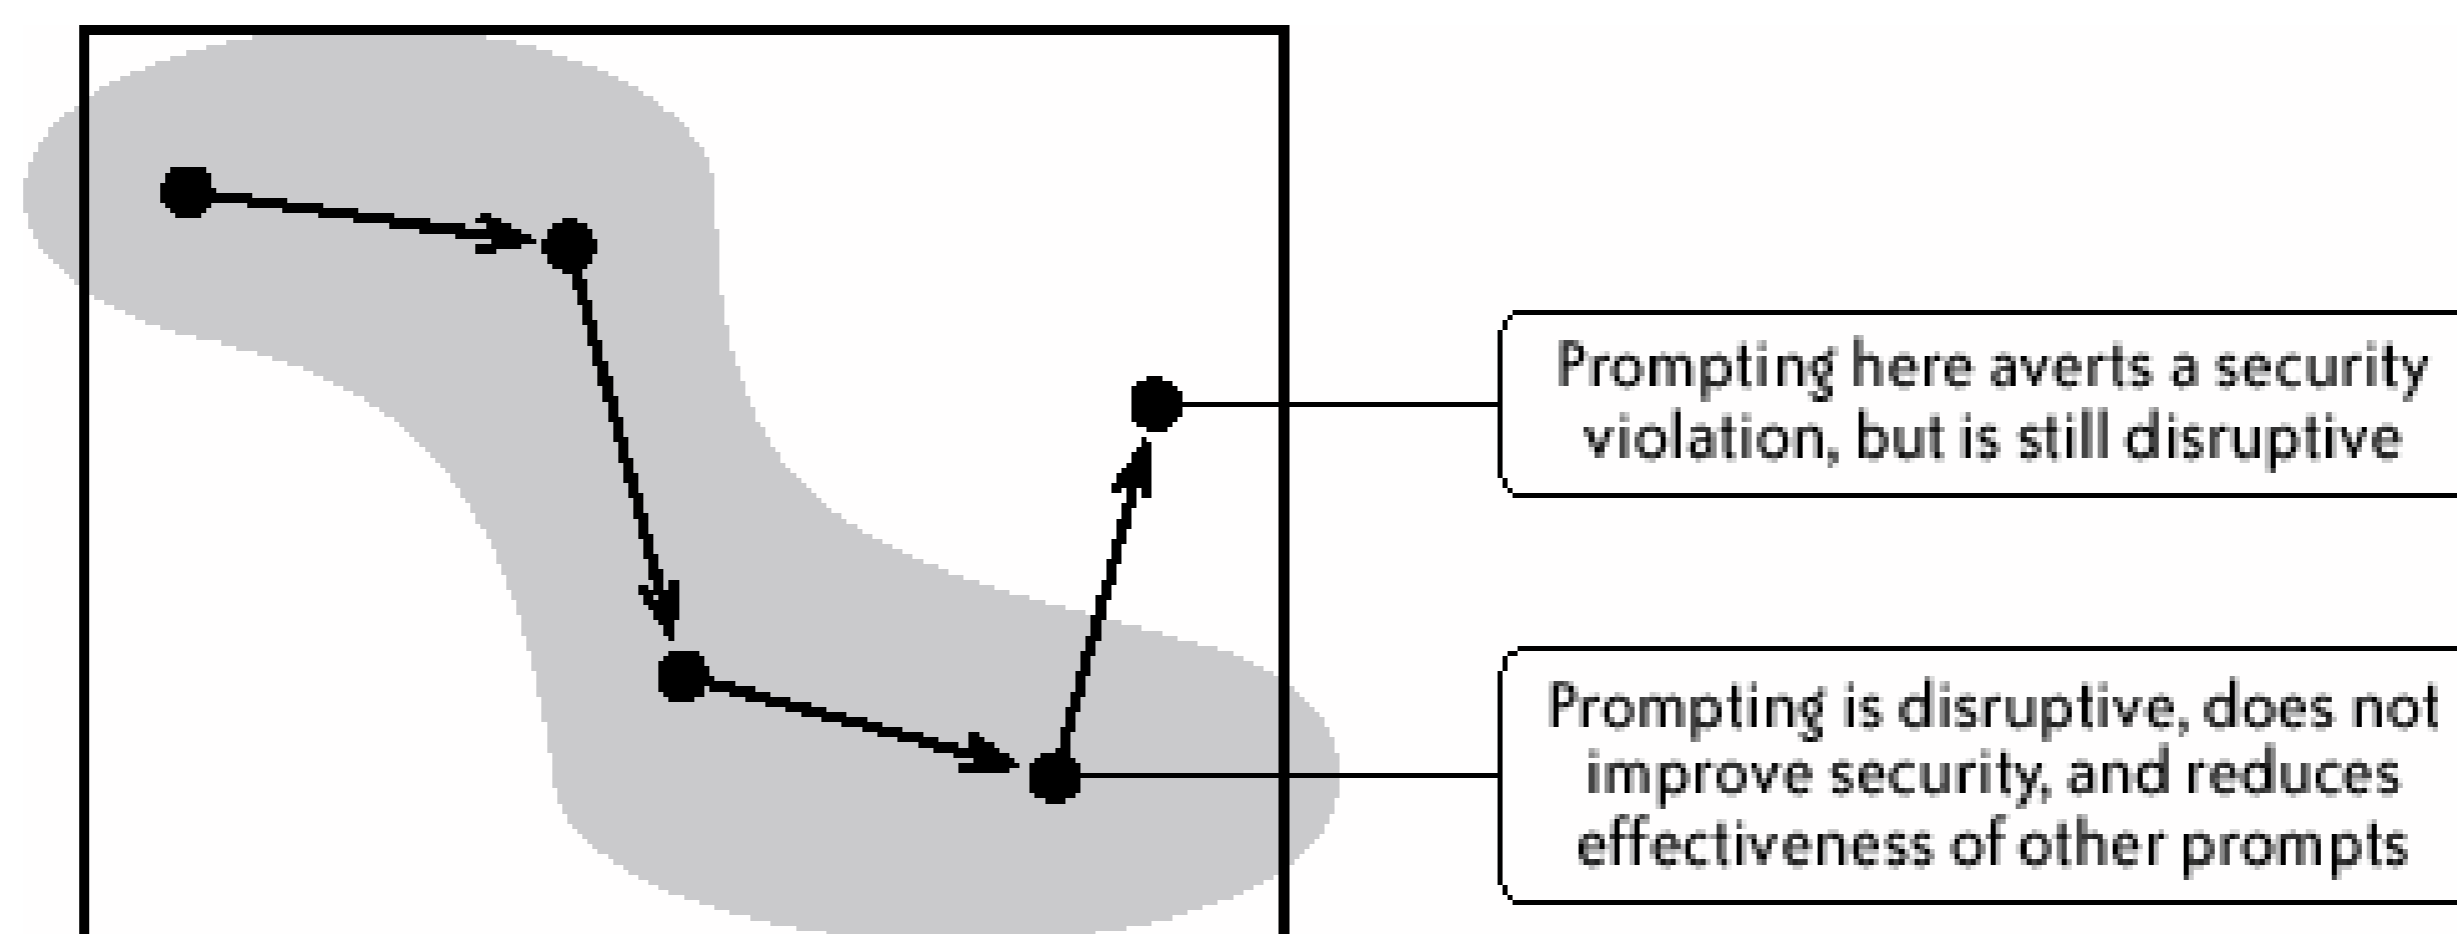 Prompting here averts a security
violation, but is still disruptive
Prompting is disruptive, does not
improve security, and reduces
effectiveness of other prompts